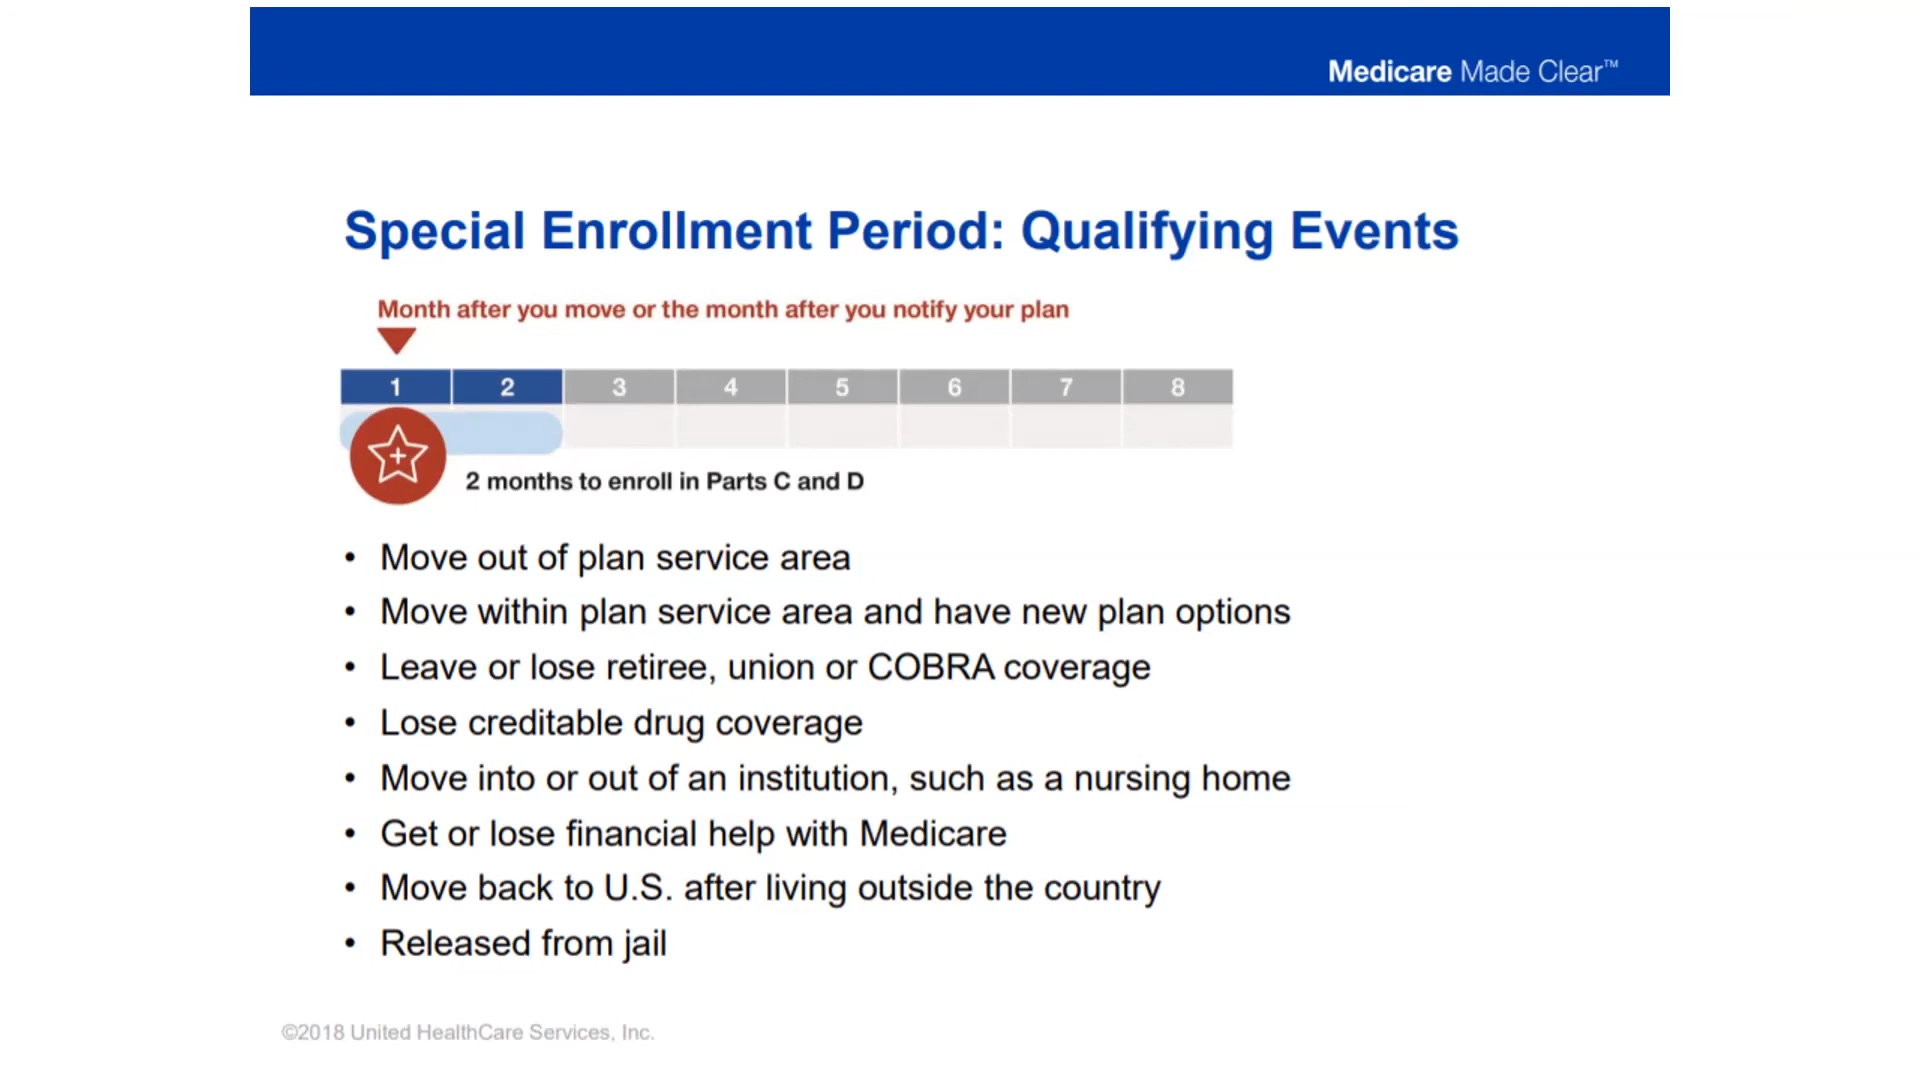 Medicare Made Clear™
Special Enrollment Period: Qualifying Events
Month after you move or the month after you notify your plan
1 2 3 4 5 6 7 8
2 months to enroll in Parts C and D
• Move out of plan service area
• Move within plan service area and have new plan options
• Leave or lose retiree, union or COBRA coverage
• Lose creditable drug coverage
• Move into or out of an institution, such as a nursing home
• Get or lose financial help with Medicare
• Move back to U.S. after living outside the country
• Released from jail
©2018 United HealthCare Services, Inc.